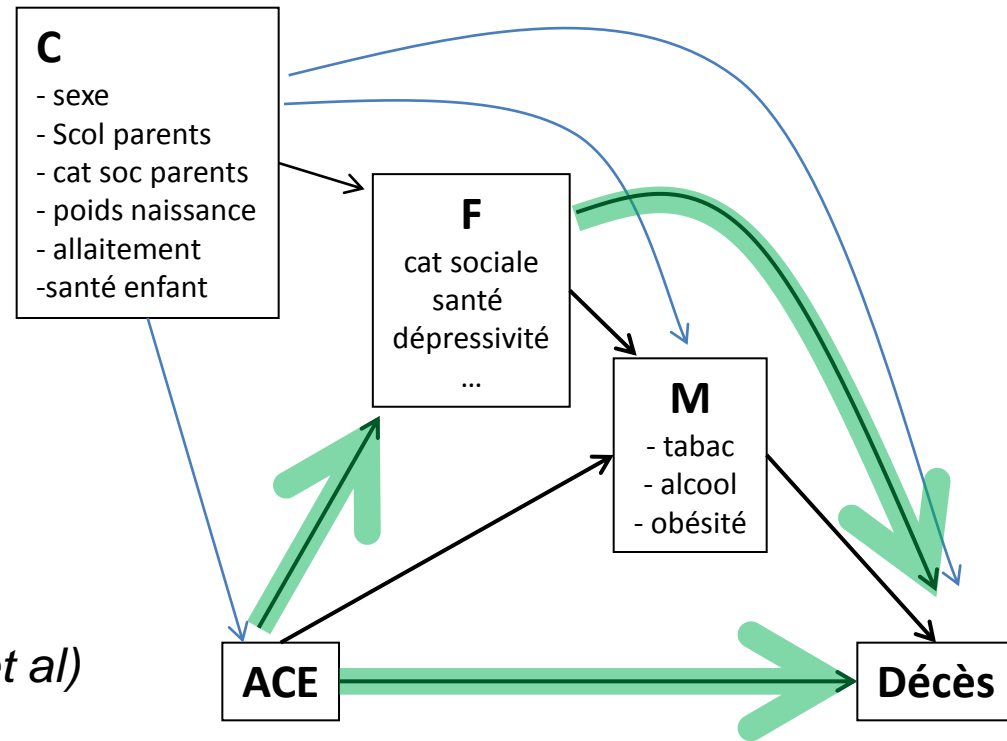 C
- sexe
- Scol parents
- cat soc parents
- poids naissance
- allaitement
-santé enfant
F
cat sociale
santé
dépressivité
...
M
- tabac
- alcool
- obésité
et al)
ACE
Décès